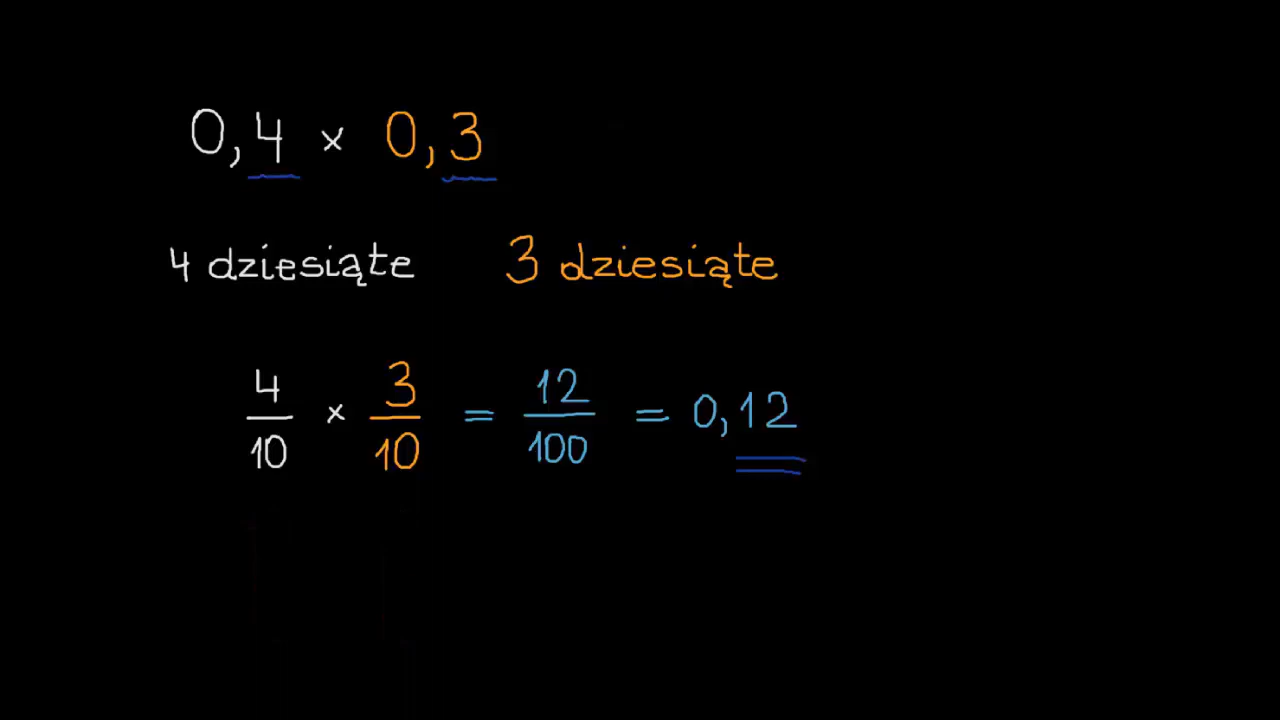 0,4 × 0,3
4 dziesiąte 3 dziesiąte
4/10 × 3/10 = 12/100 = 0,12